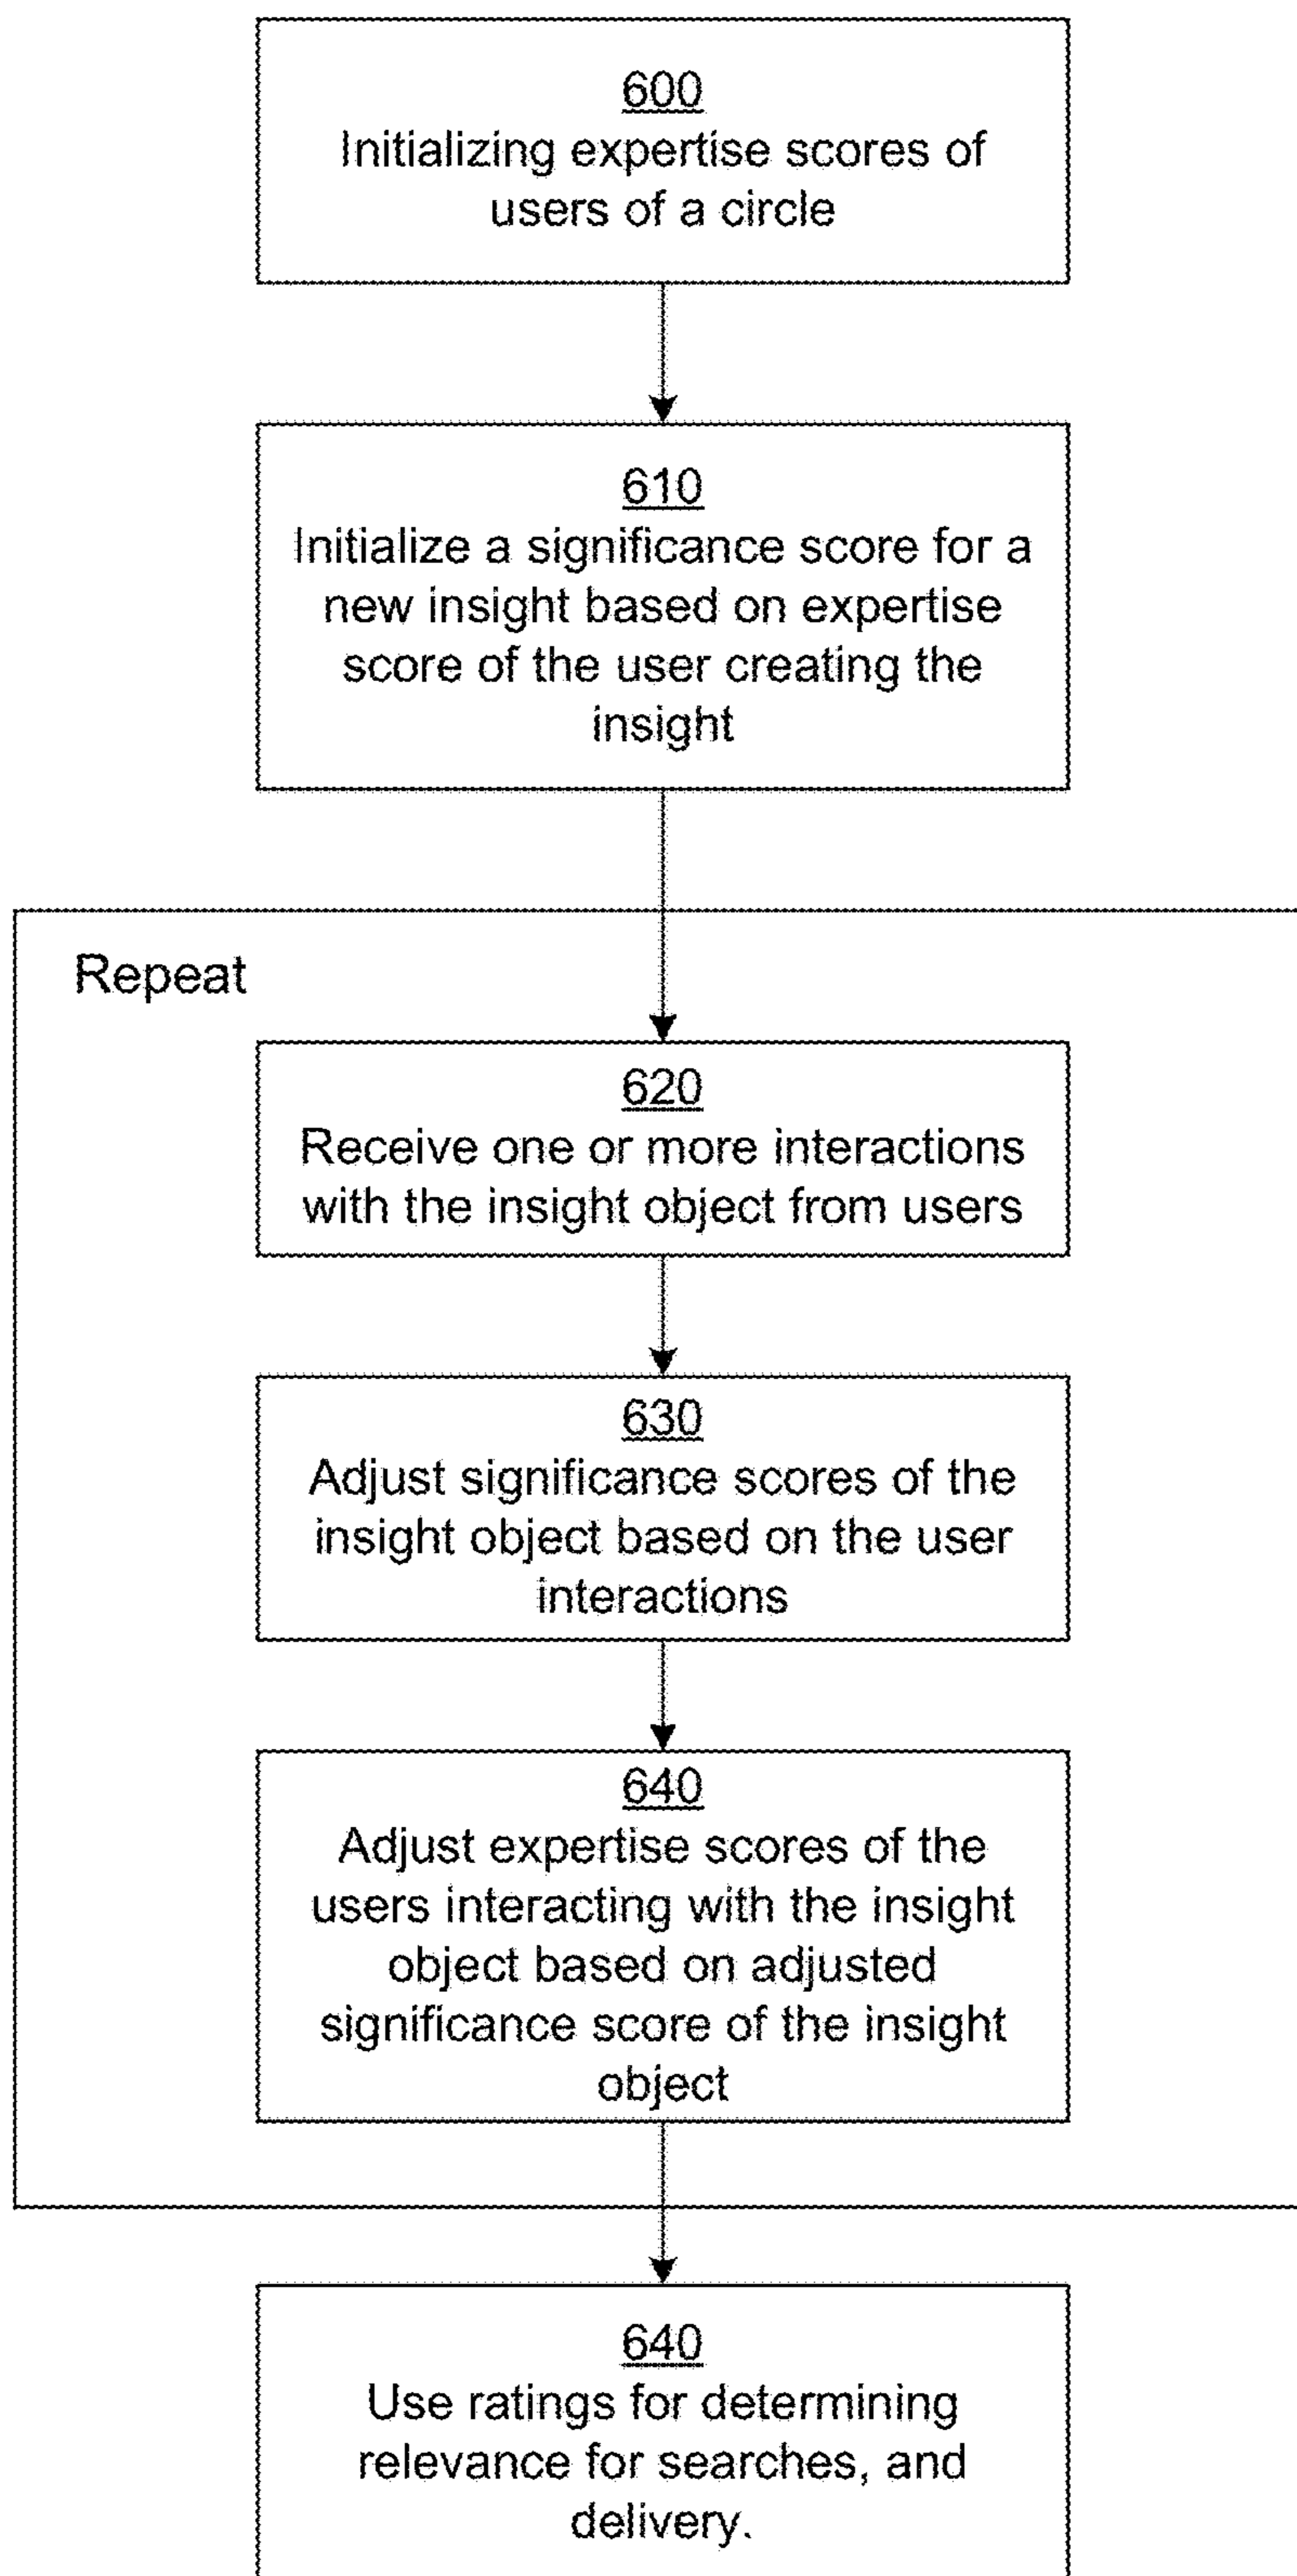 600
Initializing expertise scores of
users of a circle
610
Initialize a significance score for a
new insight based on expertise
score of the user creating the
insight
Repeat
620
Receive one or more interactions
with the insight object from users
630
Adjust significance scores of the
insight object based on the user
interactions
640
Adjust expertise scores of the
users interacting with the insight
object based on adjusted
significance score of the insight
object
640
Use ratings for determining
relevance for searches, and
delivery.